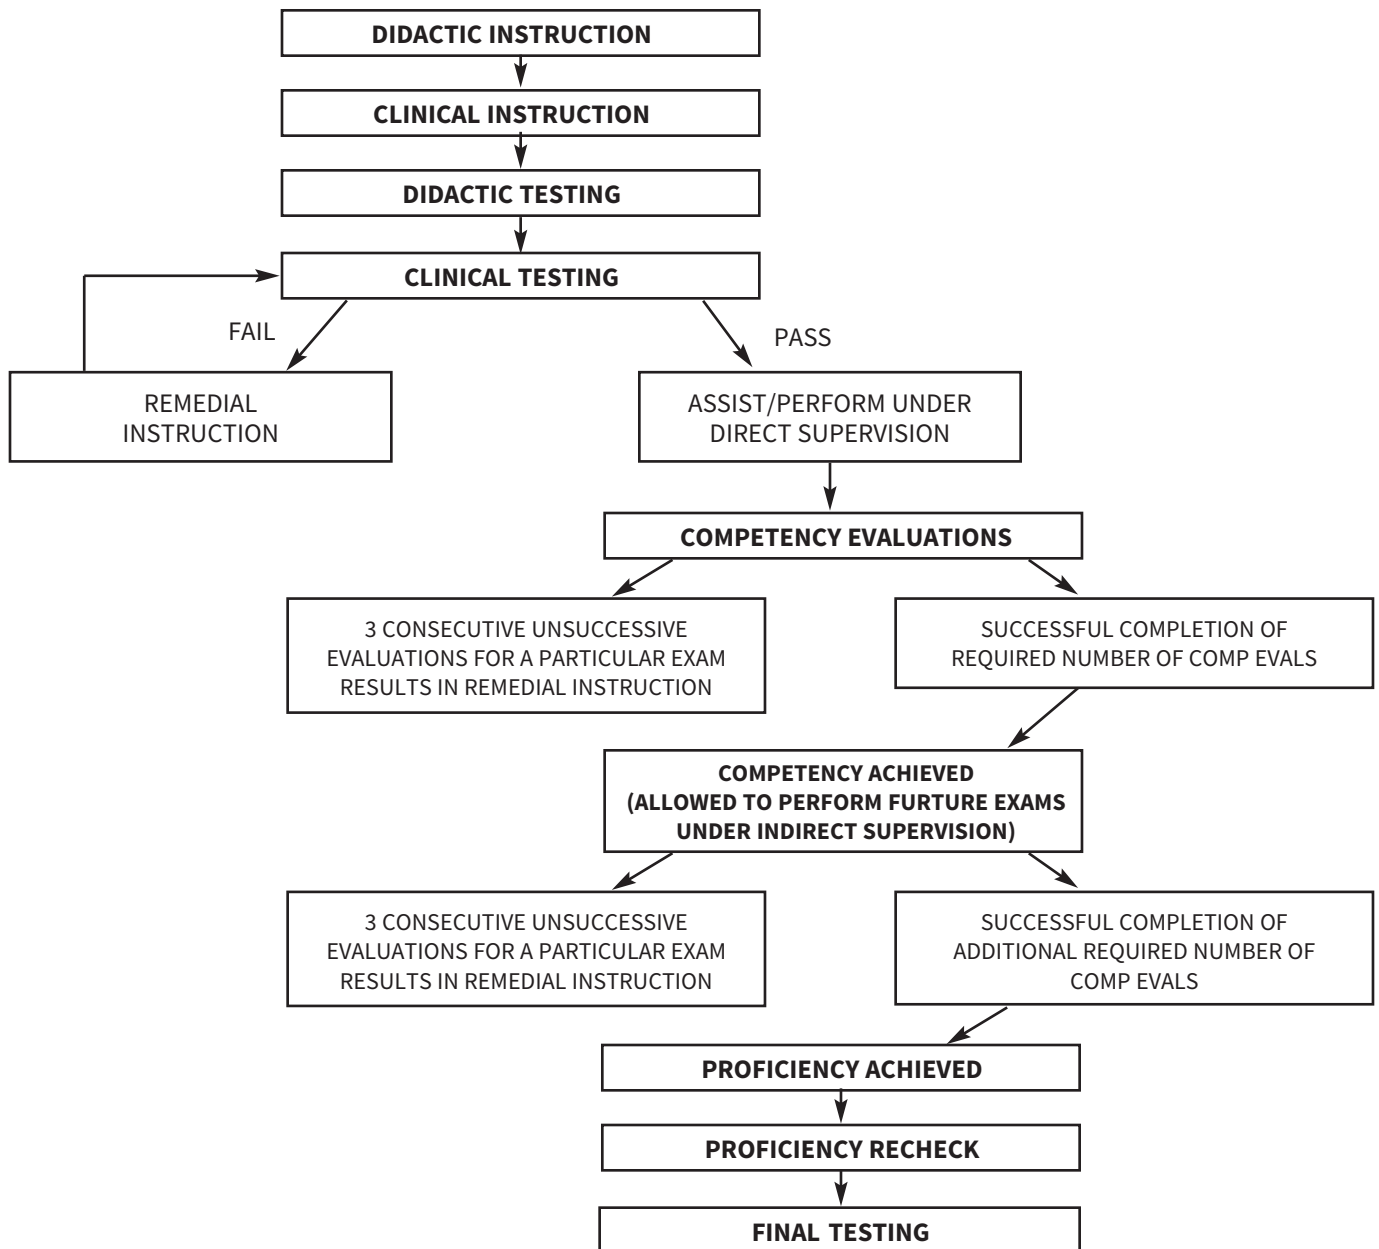 DIDACTIC INSTRUCTION
CLINICAL INSTRUCTION
DIDACTIC TESTING
CLINICAL TESTING
FAIL
PASS
REMEDIAL
INSTRUCTION
ASSIST/PERFORM UNDER
DIRECT SUPERVISION
COMPETENCY EVALUATIONS
3 CONSECUTIVE UNSUCCESSIVE
EVALUATIONS FOR A PARTICULAR EXAM
RESULTS IN REMEDIAL INSTRUCTION
SUCCESSFUL COMPLETION OF
REQUIRED NUMBER OF COMP EVALS
COMPETENCY ACHIEVED
(ALLOWED TO PERFORM FURTURE EXAMS
UNDER INDIRECT SUPERVISION)
3 CONSECUTIVE UNSUCCESSIVE
EVALUATIONS FOR A PARTICULAR EXAM
RESULTS IN REMEDIAL INSTRUCTION
SUCCESSFUL COMPLETION OF
ADDITIONAL REQUIRED NUMBER OF
COMP EVALS
PROFICIENCY ACHIEVED
PROFICIENCY RECHECK
FINAL TESTING